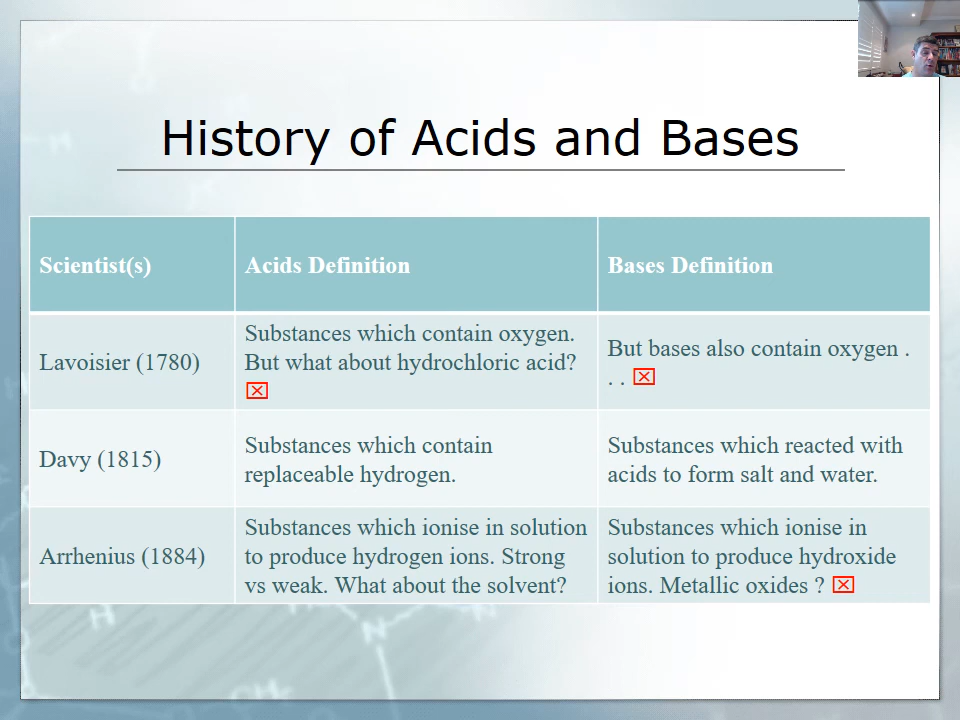 History of Acids and Bases
Scientist(s)
Acids Definition
Bases Definition
Lavoisier (1780)
Substances which contain oxygen.
But what about hydrochloric acid?
☒
But bases also contain oxygen .
. . ☒
Davy (1815)
Substances which contain
replaceable hydrogen.
Substances which reacted with
acids to form salt and water.
Arrhenius (1884)
Substances which ionise in solution
to produce hydrogen ions. Strong
vs weak. What about the solvent?
Substances which ionise in
solution to produce hydroxide
ions. Metallic oxides ? ☒
H
N
CH